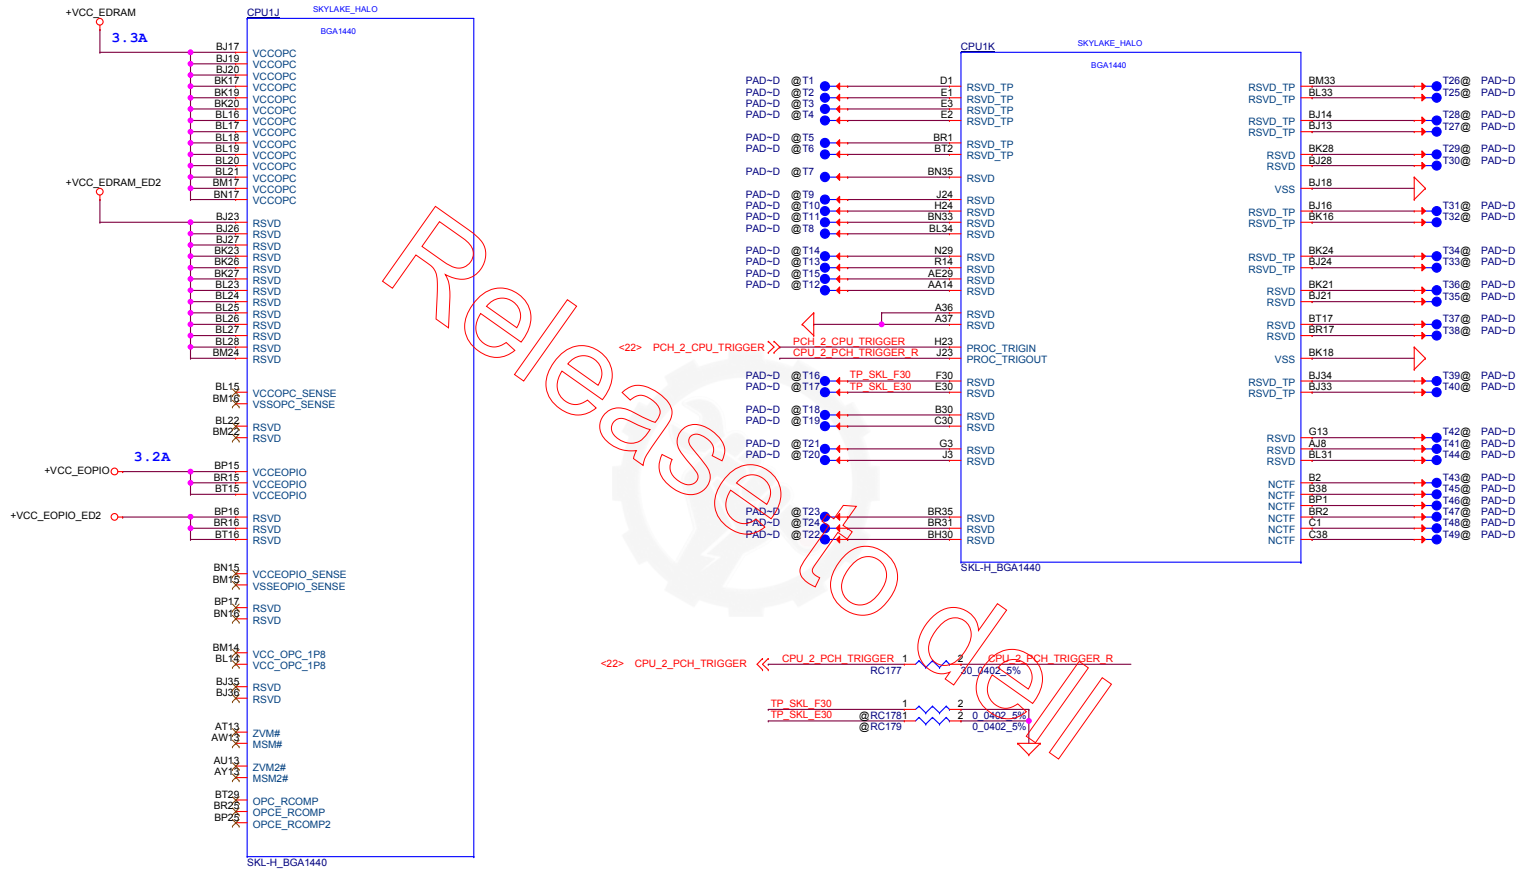 +VCC_EDRAM
3.3A
CPU1J
SKYLAKE_HALO
BGA1440
BJ17 VCCOPC
BJ19 VCCOPC
BJ20 VCCOPC
BK17 VCCOPC
BK19 VCCOPC
BK20 VCCOPC
BL16 VCCOPC
BL17 VCCOPC
BL18 VCCOPC
BL19 VCCOPC
BL20 VCCOPC
BL21 VCCOPC
BM17 VCCOPC
BN17 VCCOPC
+VCC_EDRAM_ED2
BJ23 RSVD
BJ26 RSVD
BJ27 RSVD
BK23 RSVD
BK26 RSVD
BK27 RSVD
BL23 RSVD
BL24 RSVD
BL25 RSVD
BL26 RSVD
BL27 RSVD
BL28 RSVD
BM24 RSVD
BL15 VCCOPC_SENSE
BM16 VSSOPC_SENSE
BL22 RSVD
BM22 RSVD
+VCC_EOPIO
3.2A
BP15 VCCEOPIO
BR15 VCCEOPIO
BT15 VCCEOPIO
+VCC_EOPIO_ED2
BP16 RSVD
BR16 RSVD
BT16 RSVD
BN15 VCCEOPIO_SENSE
BM15 VSSEOPIO_SENSE
BP17 RSVD
BN16 RSVD
BM14 VCC_OPC_1P8
BL14 VCC_OPC_1P8
BJ35 RSVD
BJ36 RSVD
AT13 ZVM#
AW13 MSM#
AU13 ZVM2#
AY13 MSM2#
BT29 OPC_RCOMP
BR25 OPCE_RCOMP
BP25 OPCE_RCOMP2
SKL-H_BGA1440
CPU1K
SKYLAKE_HALO
BGA1440
PAD~D @T1 D1 RSVD_TP
PAD~D @T2 E1 RSVD_TP
PAD~D @T3 E3 RSVD_TP
PAD~D @T4 E2 RSVD_TP
PAD~D @T5 BR1 RSVD_TP
PAD~D @T6 BT2 RSVD_TP
PAD~D @T7 BN35 RSVD
PAD~D @T9 J24 RSVD
PAD~D @T10 H24 RSVD
PAD~D @T11 BN33 RSVD
PAD~D @T8 BL34 RSVD
PAD~D @T14 N29 RSVD
PAD~D @T13 R14 RSVD
PAD~D @T15 AE29 RSVD
PAD~D @T12 AA14 RSVD
A36 RSVD
A37 RSVD
<22> PCH_2_CPU_TRIGGER PCH_2_CPU_TRIGGER H23 PROC_TRIGIN
CPU_2_PCH_TRIGGER_R J23 PROC_TRIGOUT
PAD~D @T16 TP_SKL_F30 F30 RSVD
PAD~D @T17 TP_SKL_E30 E30 RSVD
PAD~D @T18 B30 RSVD
PAD~D @T19 C30 RSVD
PAD~D @T21 G3 RSVD
PAD~D @T20 J3 RSVD
PAD~D @T23 BR35 RSVD
PAD~D @T24 BR31 RSVD
PAD~D @T22 BH30 RSVD
RSVD_TP BM33 T26@ PAD~D
RSVD_TP BL33 T25@ PAD~D
RSVD_TP BJ14 T28@ PAD~D
RSVD_TP BJ13 T27@ PAD~D
RSVD BK28 T29@ PAD~D
RSVD BJ28 T30@ PAD~D
VSS BJ18
RSVD_TP BJ16 T31@ PAD~D
RSVD_TP BK16 T32@ PAD~D
RSVD_TP BK24 T34@ PAD~D
RSVD_TP BJ24 T33@ PAD~D
RSVD BK21 T36@ PAD~D
RSVD BJ21 T35@ PAD~D
RSVD BT17 T37@ PAD~D
RSVD BR17 T38@ PAD~D
VSS BK18
RSVD_TP BJ34 T39@ PAD~D
RSVD_TP BJ33 T40@ PAD~D
RSVD G13 T42@ PAD~D
RSVD AJ8 T41@ PAD~D
RSVD BL31 T44@ PAD~D
NCTF B2 T43@ PAD~D
NCTF B38 T45@ PAD~D
NCTF BP1 T46@ PAD~D
NCTF BR2 T47@ PAD~D
NCTF C1 T48@ PAD~D
NCTF C38 T49@ PAD~D
SKL-H_BGA1440
<22> CPU_2_PCH_TRIGGER CPU_2_PCH_TRIGGER 1 2 CPU_2_PCH_TRIGGER_R
RC177 30_0402_5%
TP_SKL_F30 1 2
TP_SKL_E30 @RC178 1 2 0_0402_5%
@RC179 0_0402_5%
Release to dell